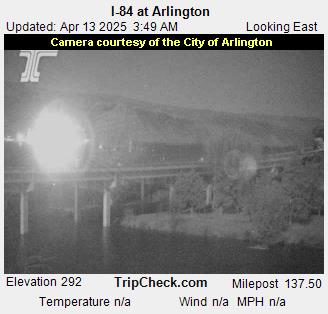 I-84 at Arlington
Updated: Apr 13 2025 3:49 AM Looking East
Camera courtesy of the City of Arlington
Elevation 292 TripCheck.com Milepost 137.50
Temperature n/a Wind n/a MPH n/a